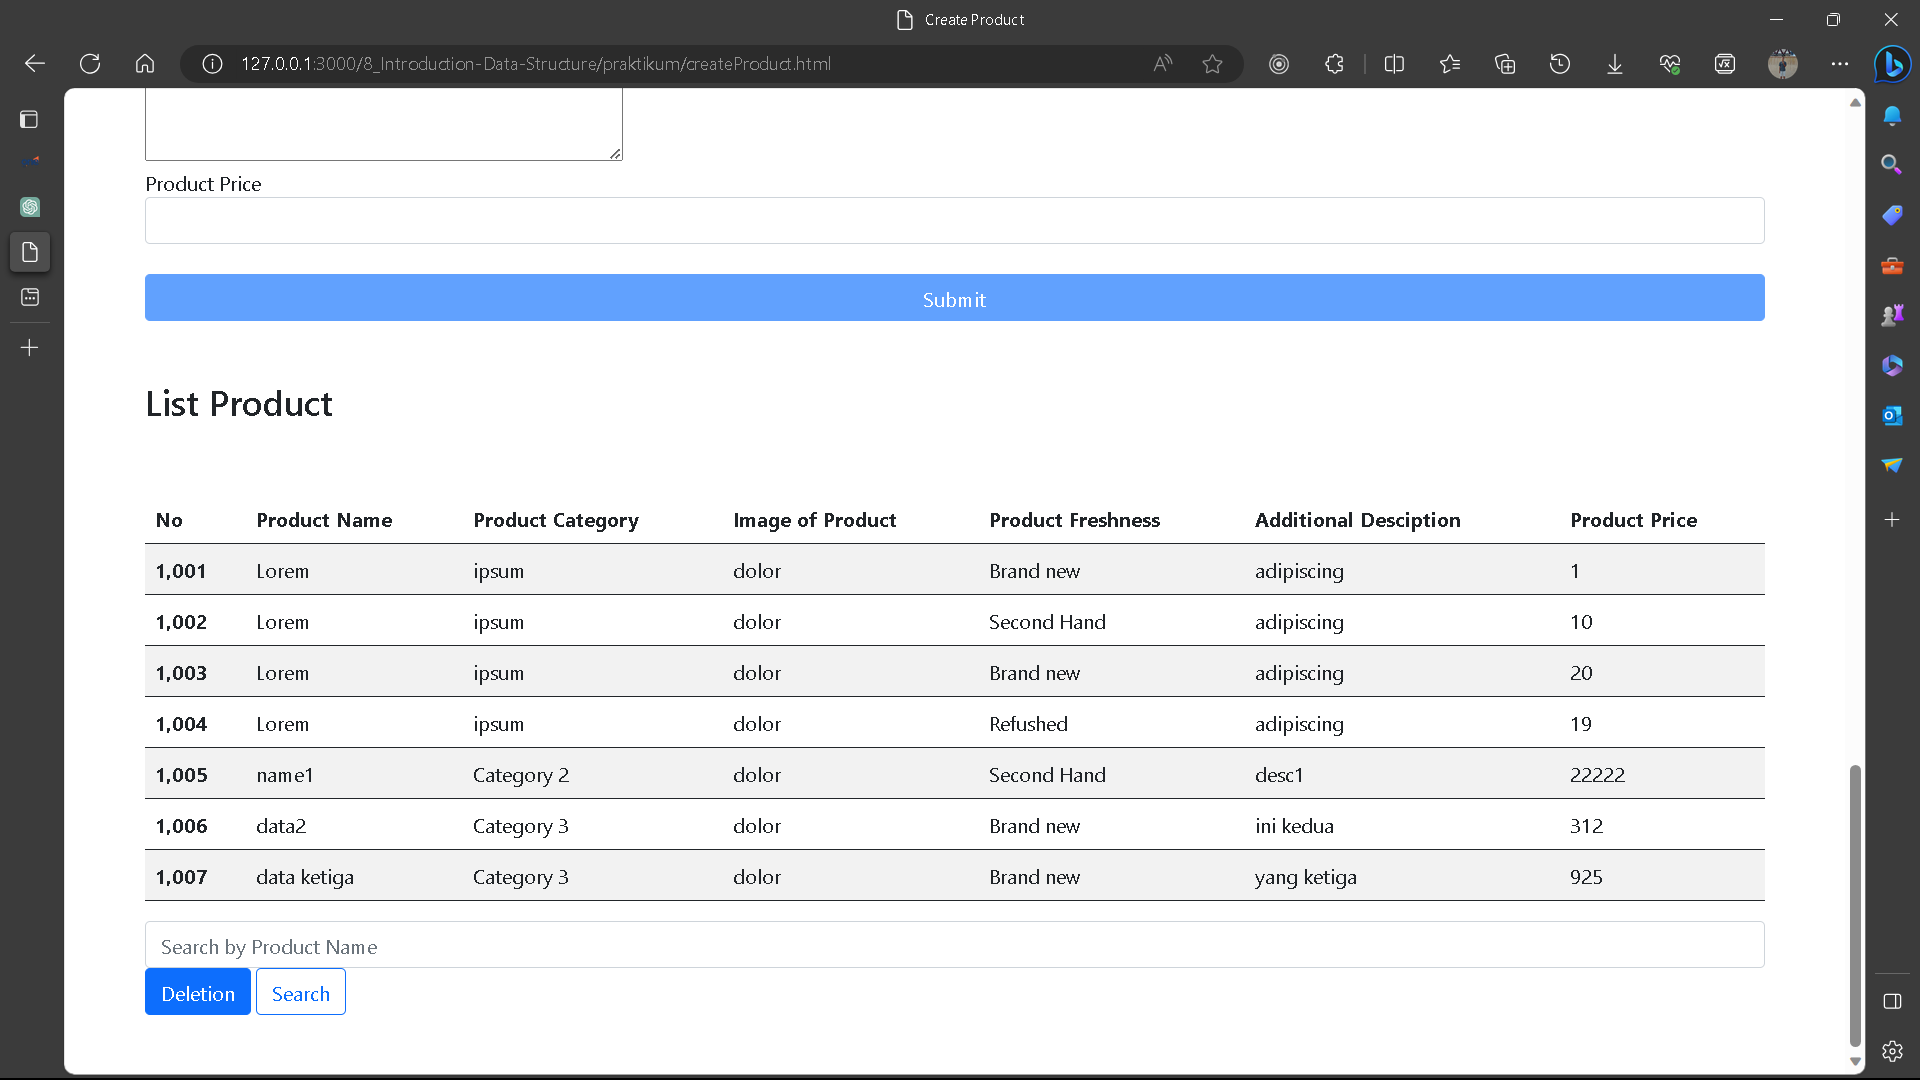 Create Product
127.0.0.1:3000/8_Introduction-Data-Structure/praktikum/createProduct.html
Product Price
Submit
List Product
No Product Name Product Category Image of Product Product Freshness Additional Desciption Product Price
1,001 Lorem ipsum dolor Brand new adipiscing 1
1,002 Lorem ipsum dolor Second Hand adipiscing 10
1,003 Lorem ipsum dolor Brand new adipiscing 20
1,004 Lorem ipsum dolor Refushed adipiscing 19
1,005 name1 Category 2 dolor Second Hand desc1 22222
1,006 data2 Category 3 dolor Brand new ini kedua 312
1,007 data ketiga Category 3 dolor Brand new yang ketiga 925
Search by Product Name
Deletion Search